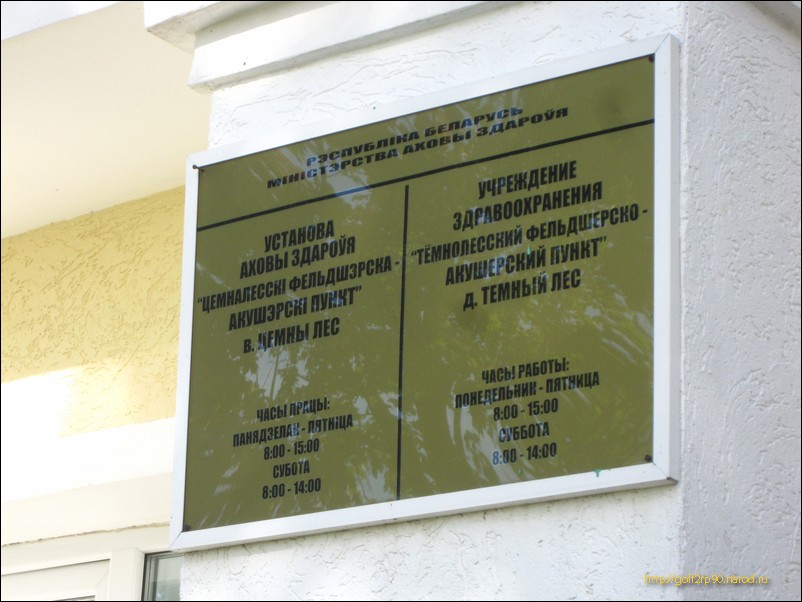 РЭСПУБЛІКА БЕЛАРУСЬ
МІНІСТЭРСТВА АХОВЫ ЗДАРОЎЯ
УСТАНОВА
АХОВЫ ЗДАРОЎЯ
“ЦЕМНАЛЕССКІ ФЕЛЬДШЭРСКА -
АКУШЭРСКІ ПУНКТ”
в. ЦЕМНЫ ЛЕС
ЧАСЫ ПРАЦЫ:
ПАНЯДЗЕЛАК - ПЯТНІЦА
8:00 - 15:00
СУБОТА
8:00 - 14:00
УЧРЕЖДЕНИЕ
ЗДРАВООХРАНЕНИЯ
“ТЁМНОЛЕССКИЙ ФЕЛЬДШЕРСКО -
АКУШЕРСКИЙ ПУНКТ”
Д. ТЕМНЫЙ ЛЕС
ЧАСЫ РАБОТЫ:
ПОНЕДЕЛЬНИК - ПЯТНИЦА
8:00 - 15:00
СУББОТА
8:00 - 14:00
http://golf2rp90.narod.ru